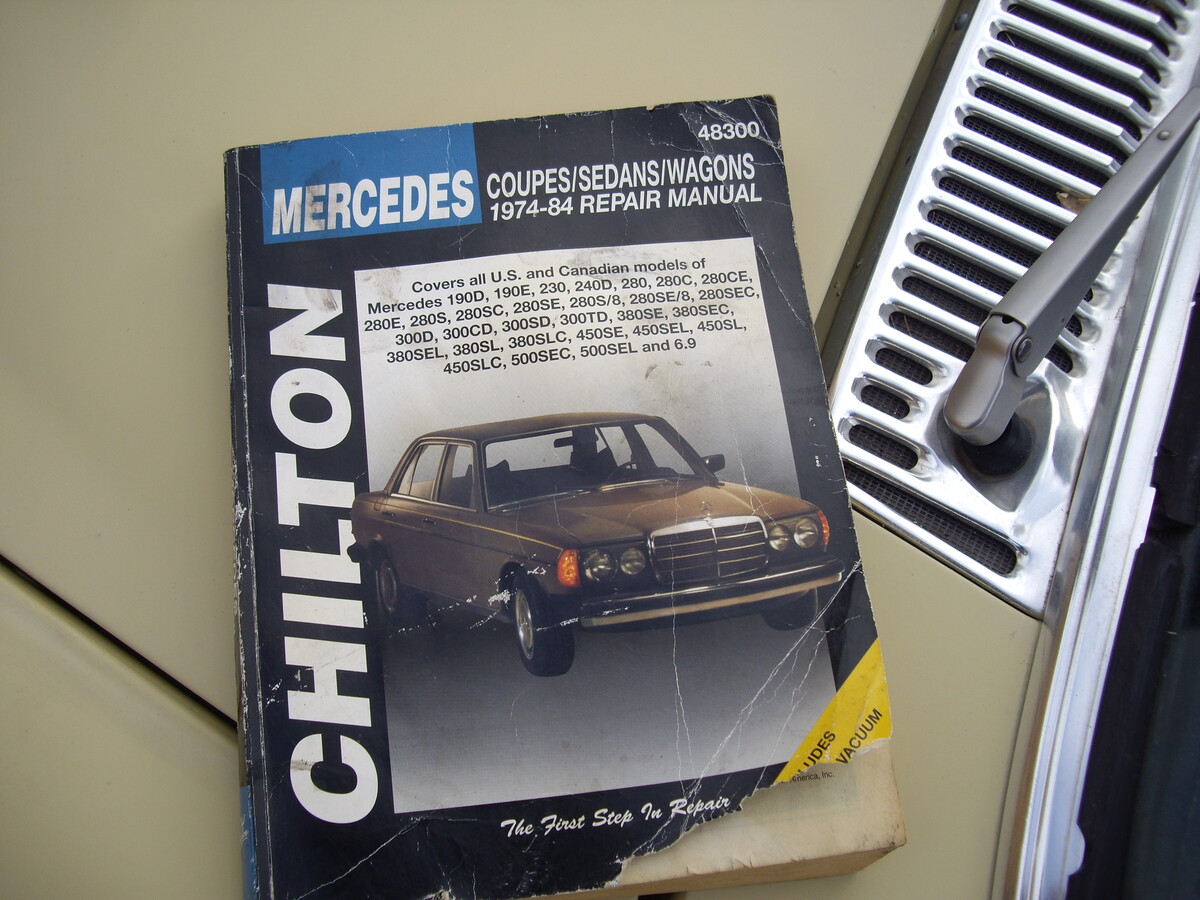 48300
MERCEDES
COUPES/SEDANS/WAGONS
1974-84 REPAIR MANUAL
CHILTON
Covers all U.S. and Canadian models of
Mercedes 190D, 190E, 230, 240D, 280, 280C, 280CE,
280E, 280S, 280SC, 280SE, 280S/8, 280SE/8, 280SEC,
300D, 300CD, 300SD, 300TD, 380SE, 380SEC,
380SEL, 380SL, 380SLC, 450SE, 450SEL, 450SL,
450SLC, 500SEC, 500SEL and 6.9
LUDES
VACUUM
merica, Inc.
The First Step In Repair